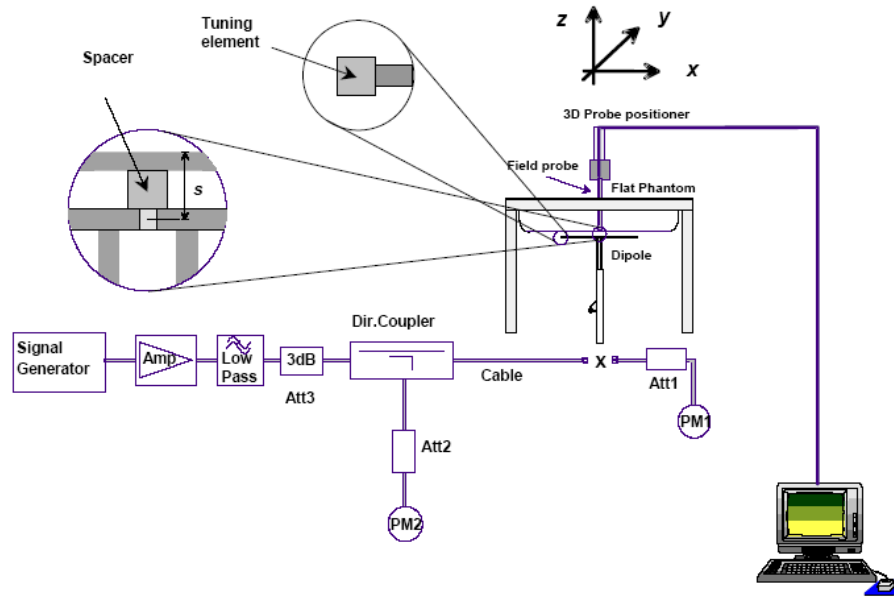 Tuning
element
Spacer
s
z
y
x
3D Probe positioner
Field probe
Flat Phantom
Dipole
Dir.Coupler
Signal
Generator
Amp
Low
Pass
3dB
Att3
Cable
X
Att1
PM1
Att2
PM2